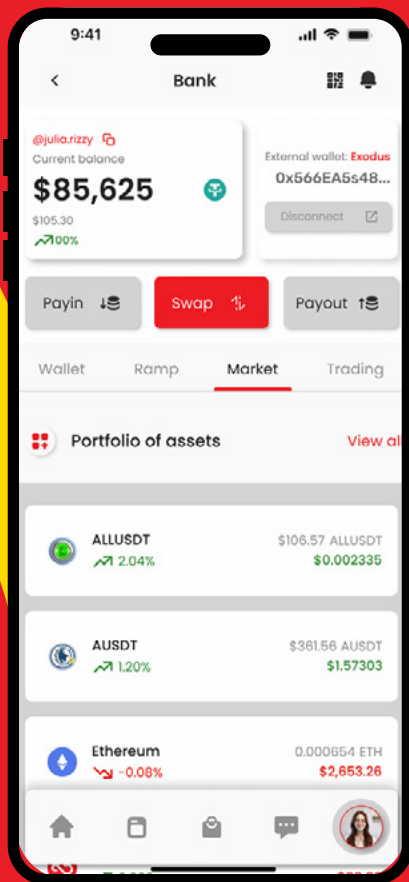 9:41
Bank
@julia.rizzy
Current balance
$85,625
$105.30
00%
External wallet: Exodus
0x566EA5s48...
Disconnect
Payin
Swap
Payout
Wallet
Ramp
Market
Trading
Portfolio of assets
View al
ALLUSDT
$106.57 ALLUSDT
2.04%
$0.002335
AUSDT
$361.56 AUSDT
1.20%
$1.57303
Ethereum
0.000654 ETH
-0.08%
$2,653.26